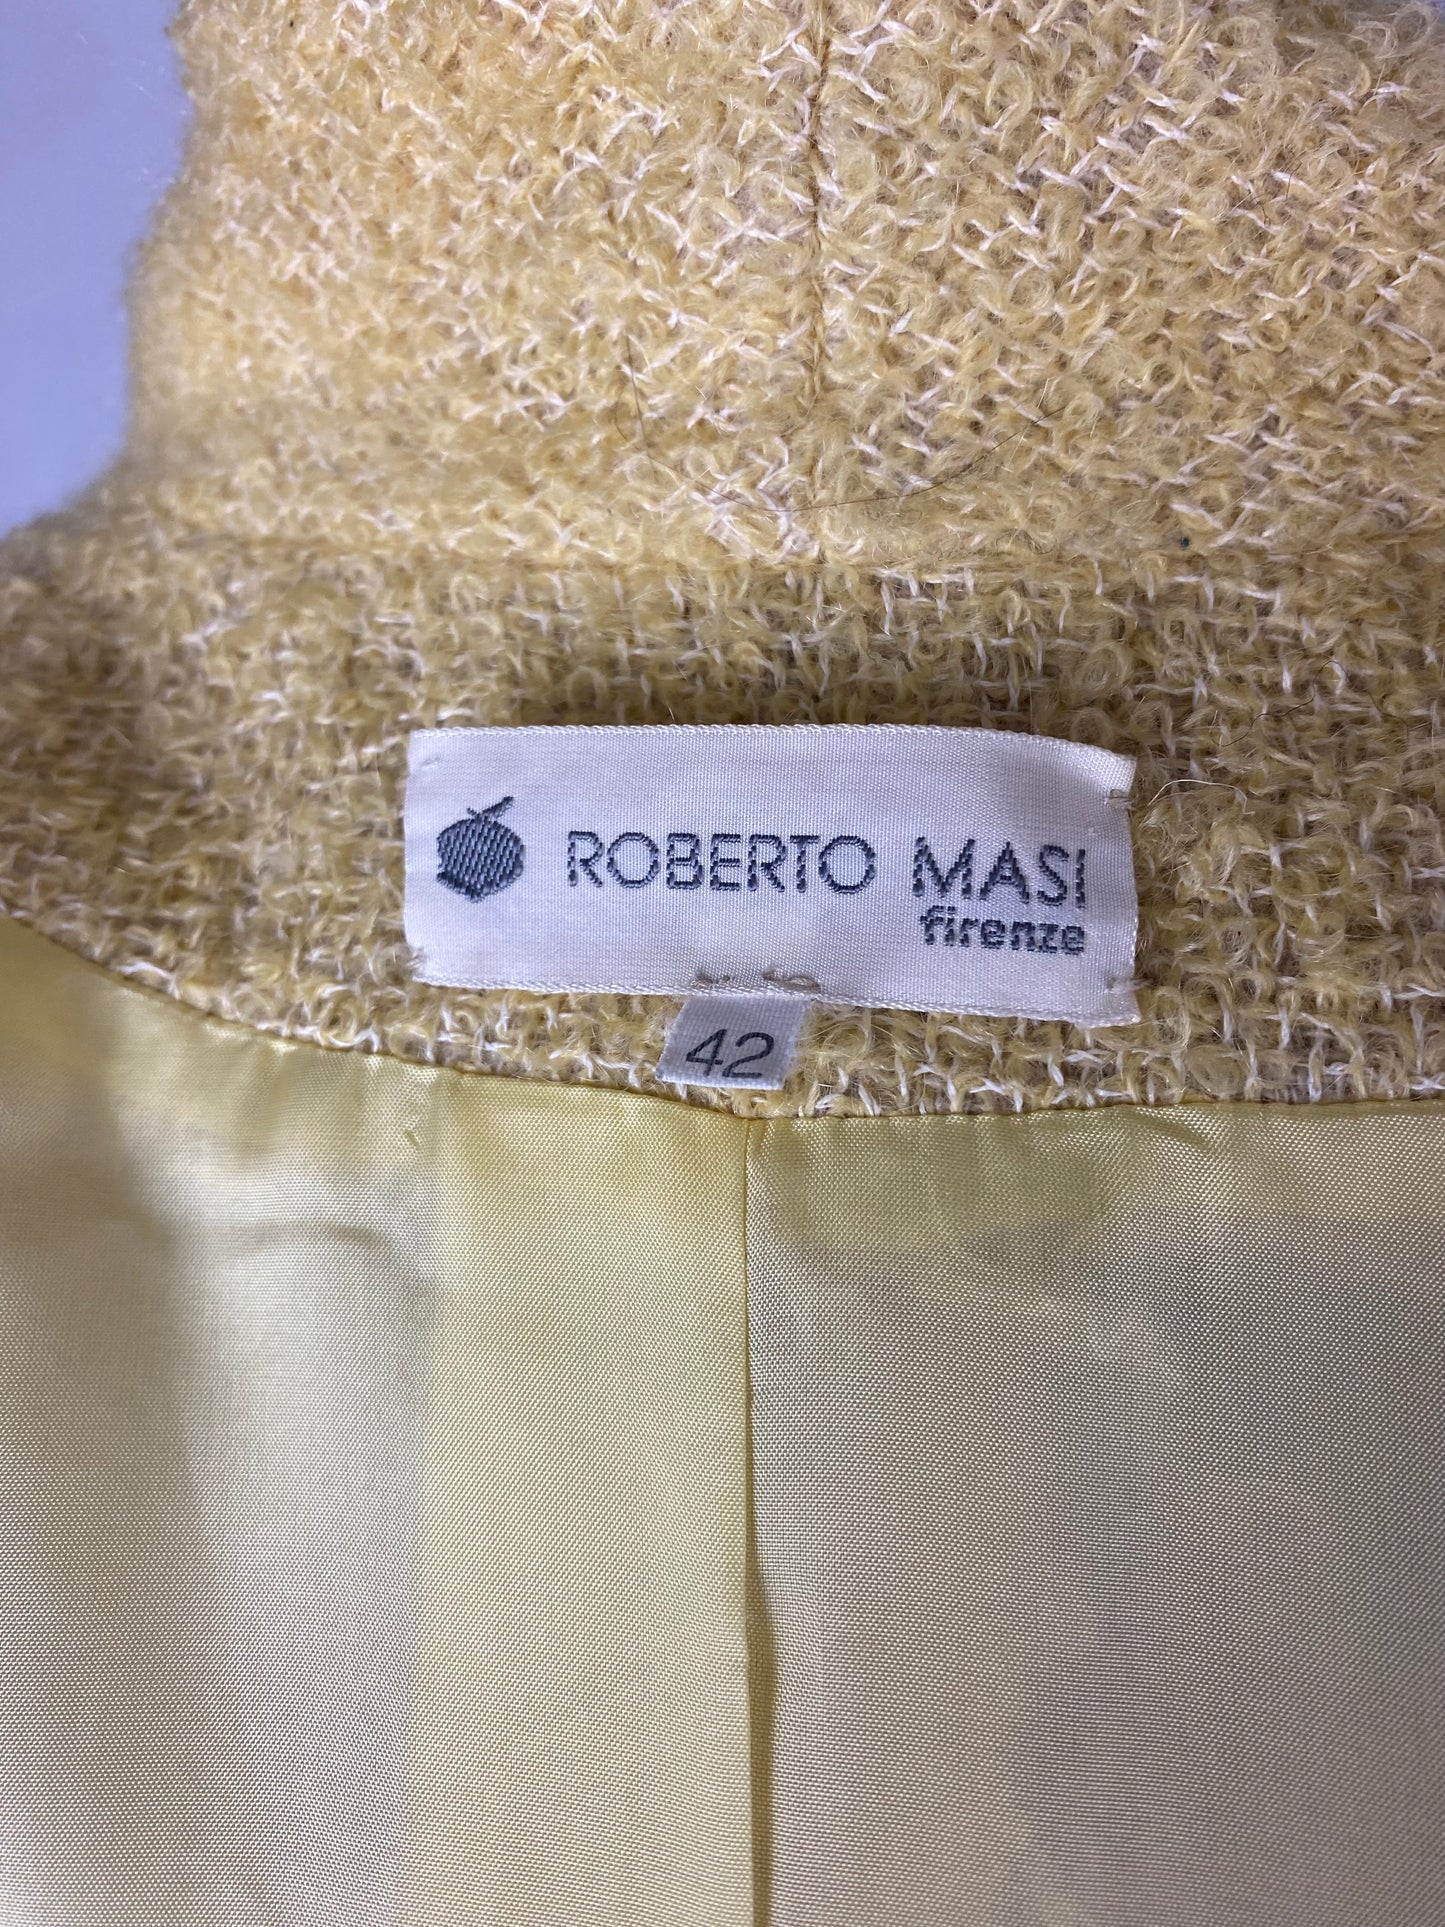 ROBERTO MASI
firenze
42